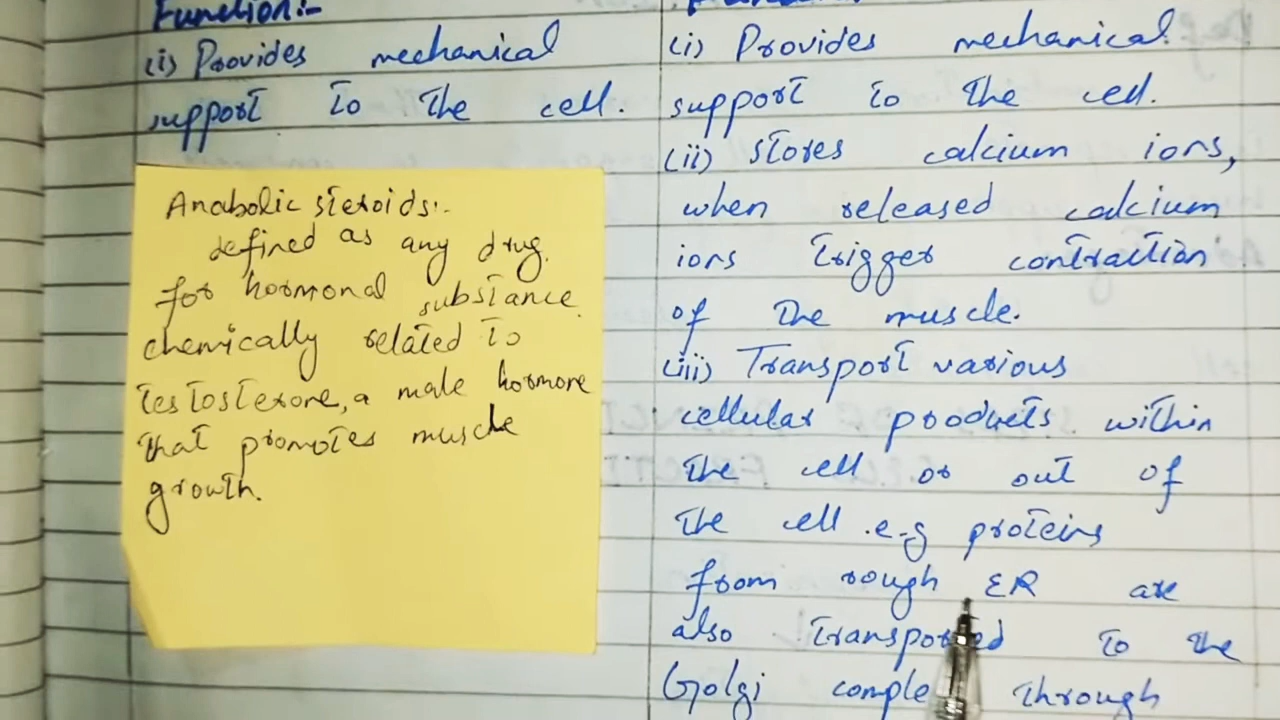 Function:-
(i) Provides mechanical
support to the cell.
Anabolic steroids:-
defined as any drug.
for hormonal substance
chemically related to
testosterone, a male hormone
that promotes muscle
growth.
(i) Provides mechanical
support to the cell.
(ii) stores calcium ions,
when released calcium
ions trigger contraction
of the muscle.
(iii) Transport various
cellular products within
the cell or out of
the cell .e-g proteins
from rough ER are
also transported to the
Golgi comple through